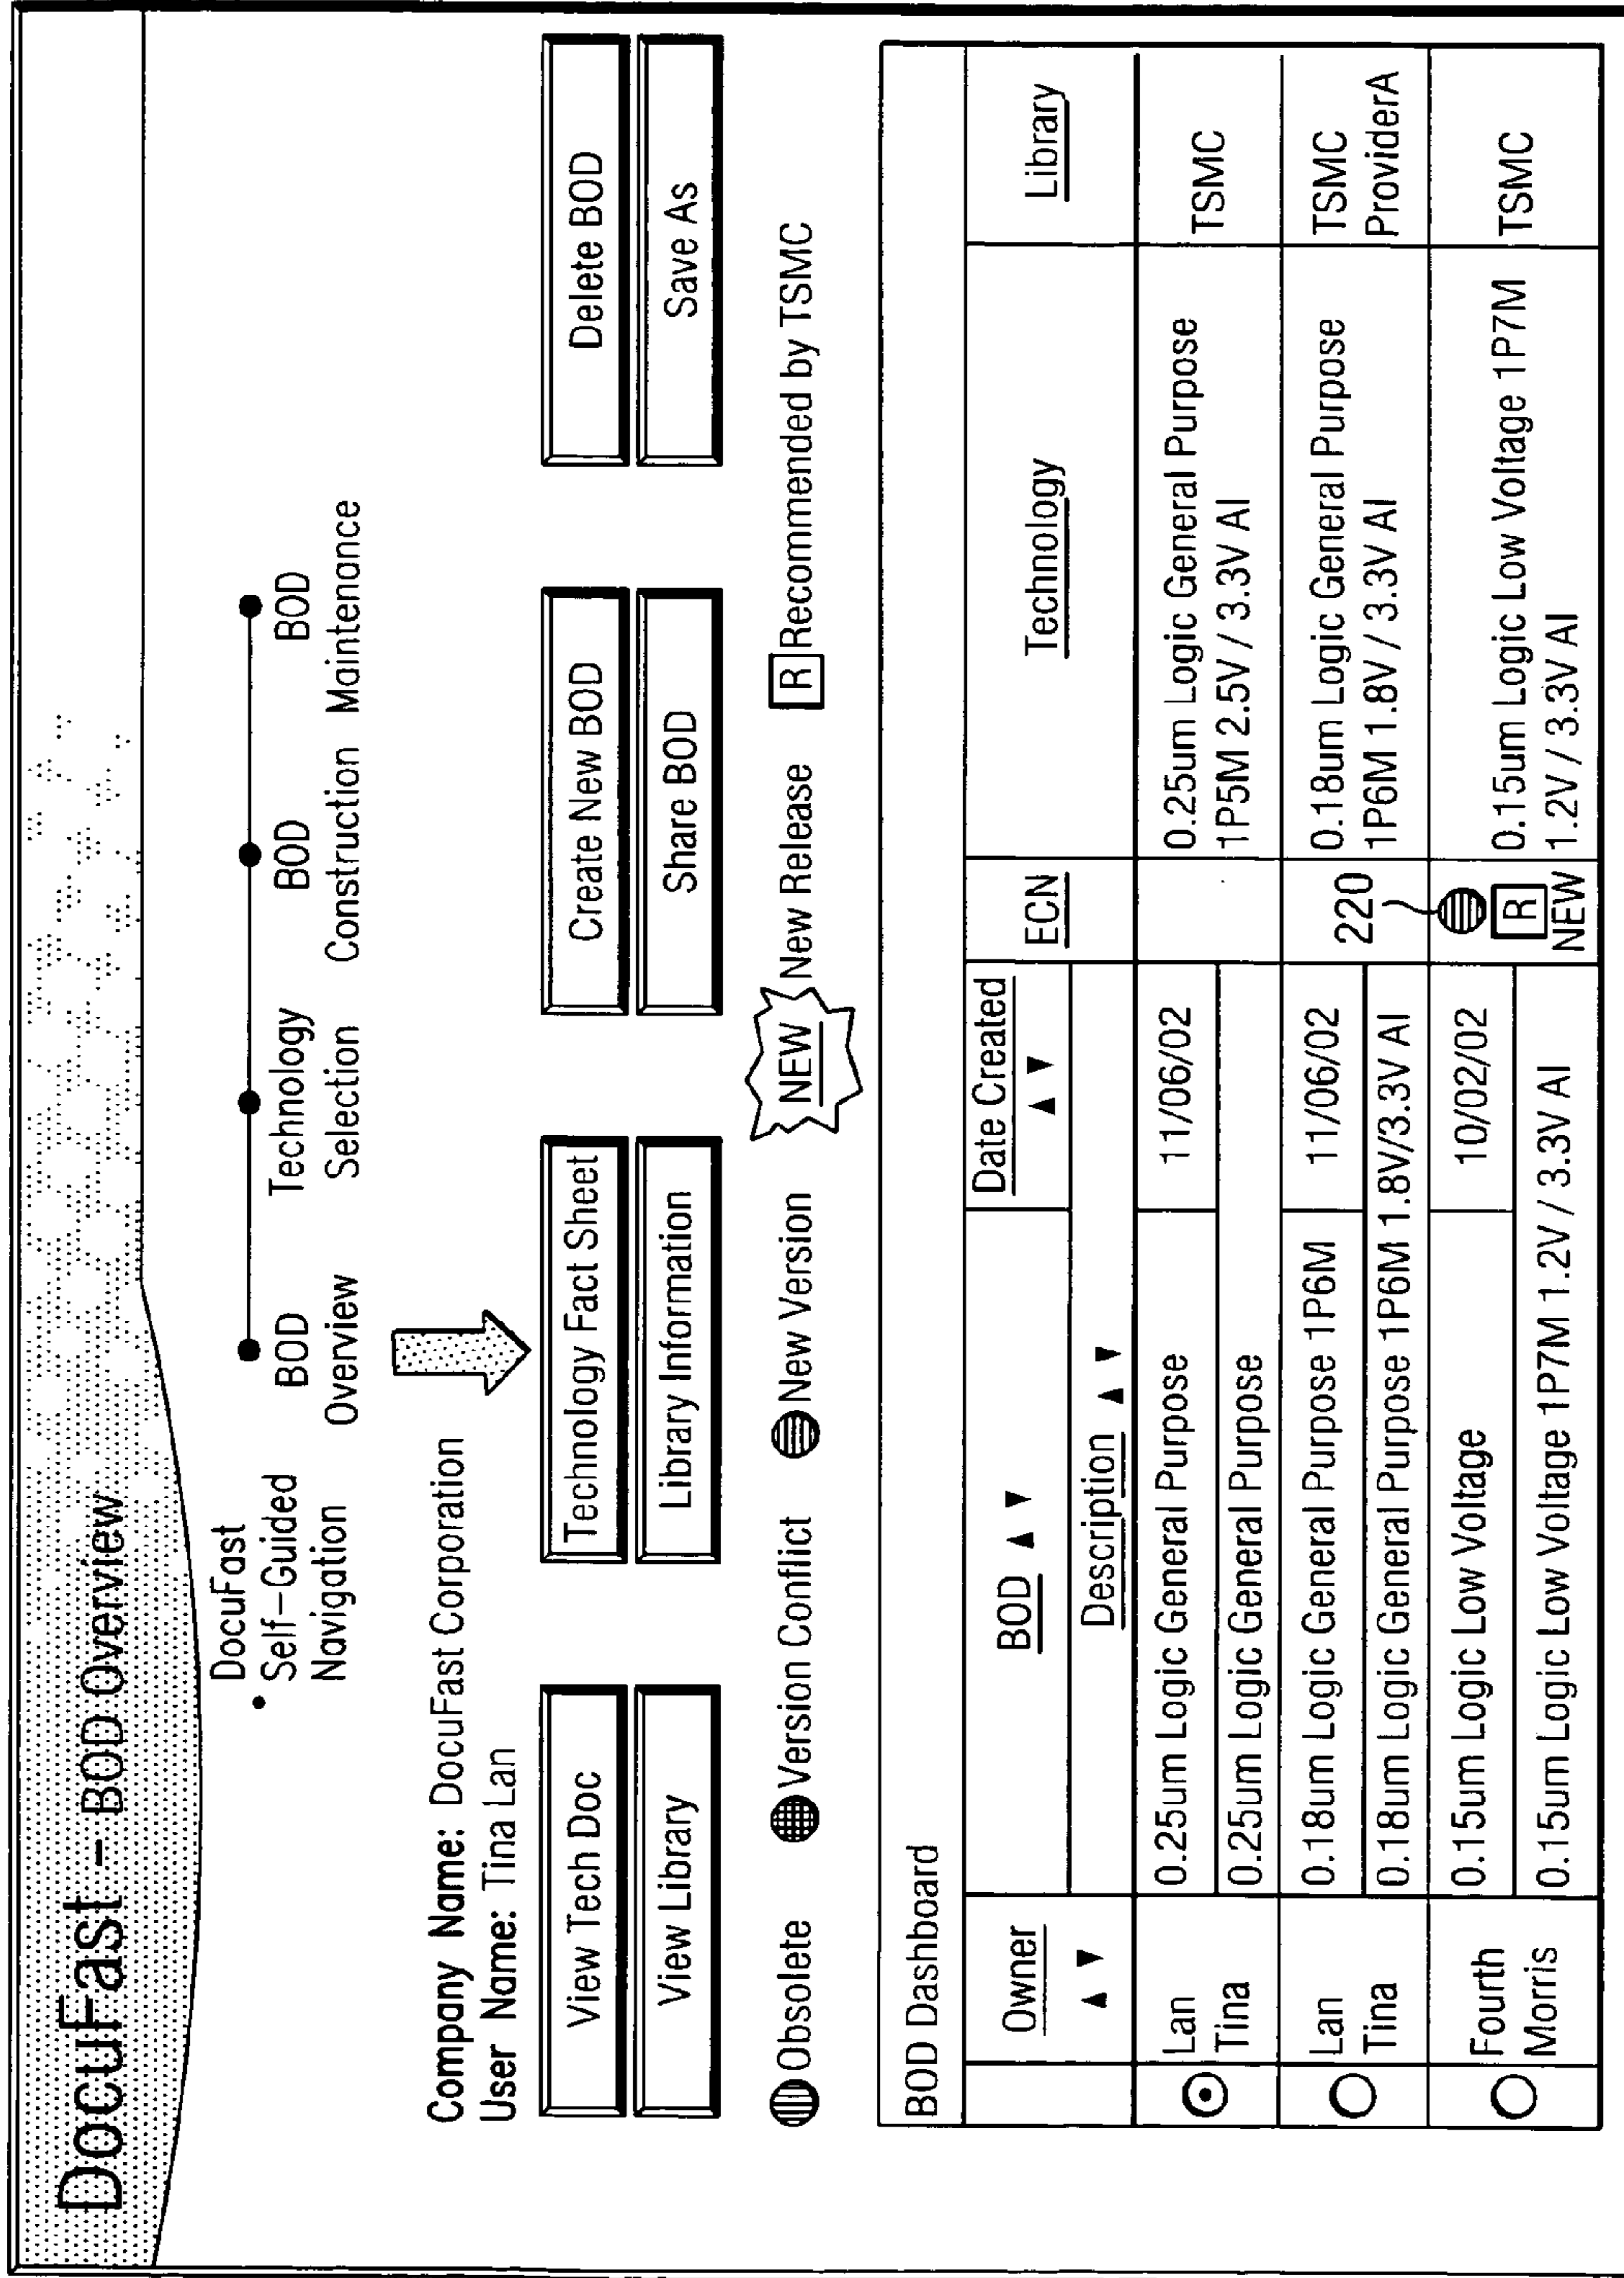 DocuFast - BOD Overview
DocuFast
• Self-Guided
Navigation
BOD
Overview
Technology
Selection
BOD
Construction
BOD
Maintenance
Company Name: DocuFast Corporation
User Name: Tina Lan
View Tech Doc
Technology Fact Sheet
Create New BOD
Delete BOD
View Library
Library Information
Share BOD
Save As
Obsolete
Version Conflict
New Version
NEW New Release
R Recommended by TSMC
BOD Dashboard
Owner ▲ ▼
BOD ▲ ▼
Date Created
▲ ▼
Description ▲ ▼
ECN
Technology
Library
Lan
Tina
0.25um Logic General Purpose
11/06/02
0.25um Logic General Purpose
0.25um Logic General Purpose
1P5M 2.5V / 3.3V Al
TSMC
Lan
Tina
0.18um Logic General Purpose 1P6M
11/06/02
0.18um Logic General Purpose 1P6M 1.8V/3.3V Al
220
0.18um Logic General Purpose
1P6M 1.8V / 3.3V Al
TSMC
ProviderA
Fourth
Morris
0.15um Logic Low Voltage
10/02/02
0.15um Logic Low Voltage 1P7M 1.2V / 3.3V Al
R
NEW
0.15um Logic Low Voltage 1P7M
1.2V / 3.3V Al
TSMC